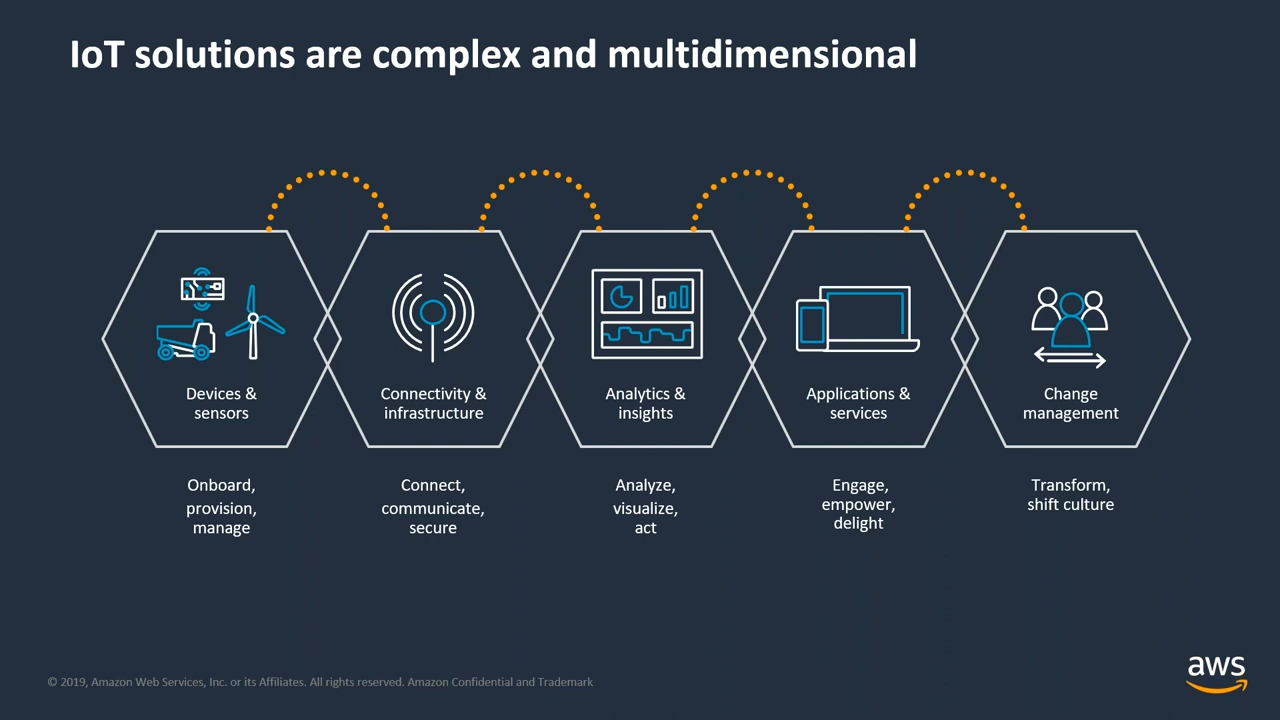 IoT solutions are complex and multidimensional
Devices &
sensors
Connectivity &
infrastructure
Analytics &
insights
Applications &
services
Change
management
Onboard,
provision,
manage
Connect,
communicate,
secure
Analyze,
visualize,
act
Engage,
empower,
delight
Transform,
shift culture
© 2019, Amazon Web Services, Inc. or its Affiliates. All rights reserved. Amazon Confidential and Trademark
aws